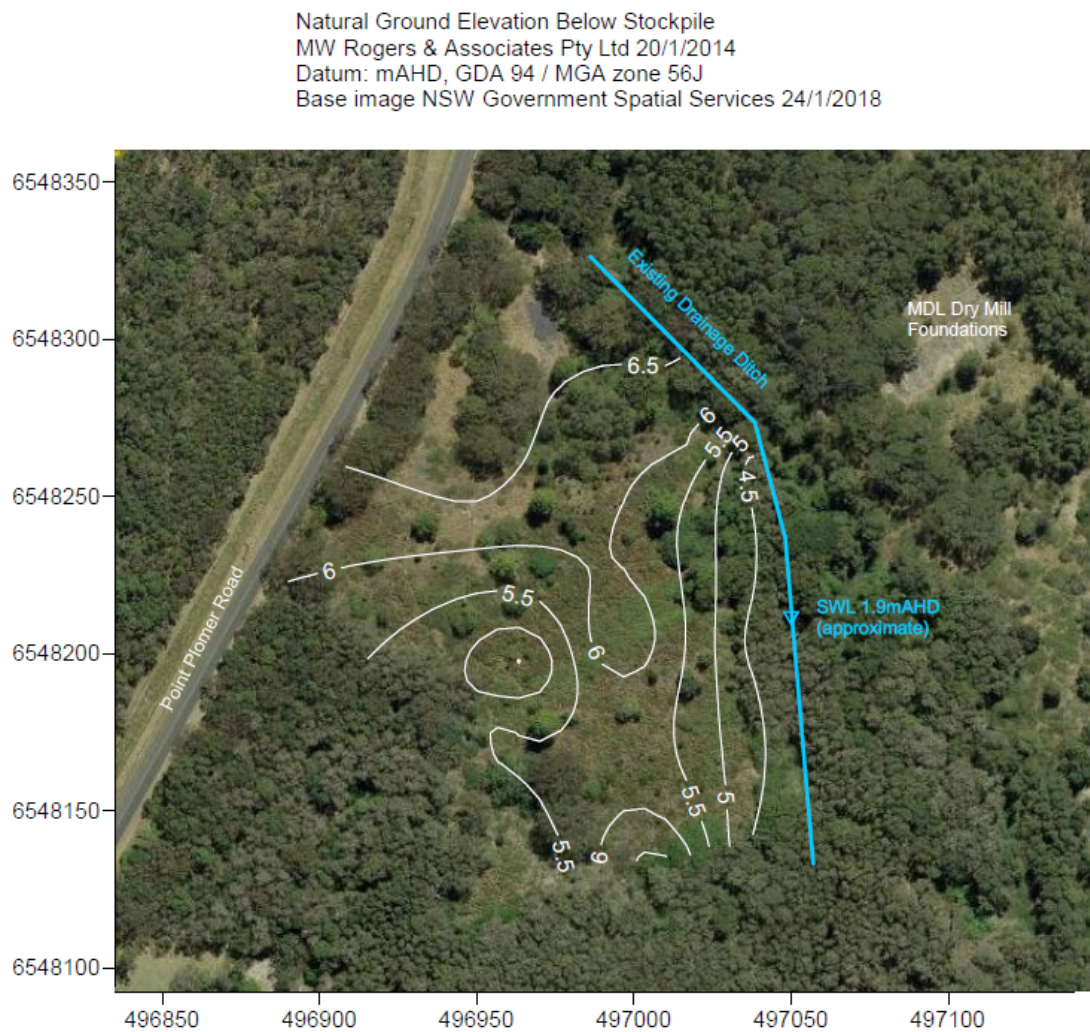 Natural Ground Elevation Below Stockpile
MW Rogers & Associates Pty Ltd 20/1/2014
Datum: mAHD, GDA 94 / MGA zone 56J
Base image NSW Government Spatial Services 24/1/2018
6548350
6548300
6548250
6548200
6548150
6548100
Existing Drainage Ditch
MDL Dry Mill
Foundations
6.5
6
5.5
5
4.5
6
5.5
SWL 1.9mAHD
(approximate)
Point Plomer Road
6
5.5
5
5.5
6
496850
496900
496950
497000
497050
497100